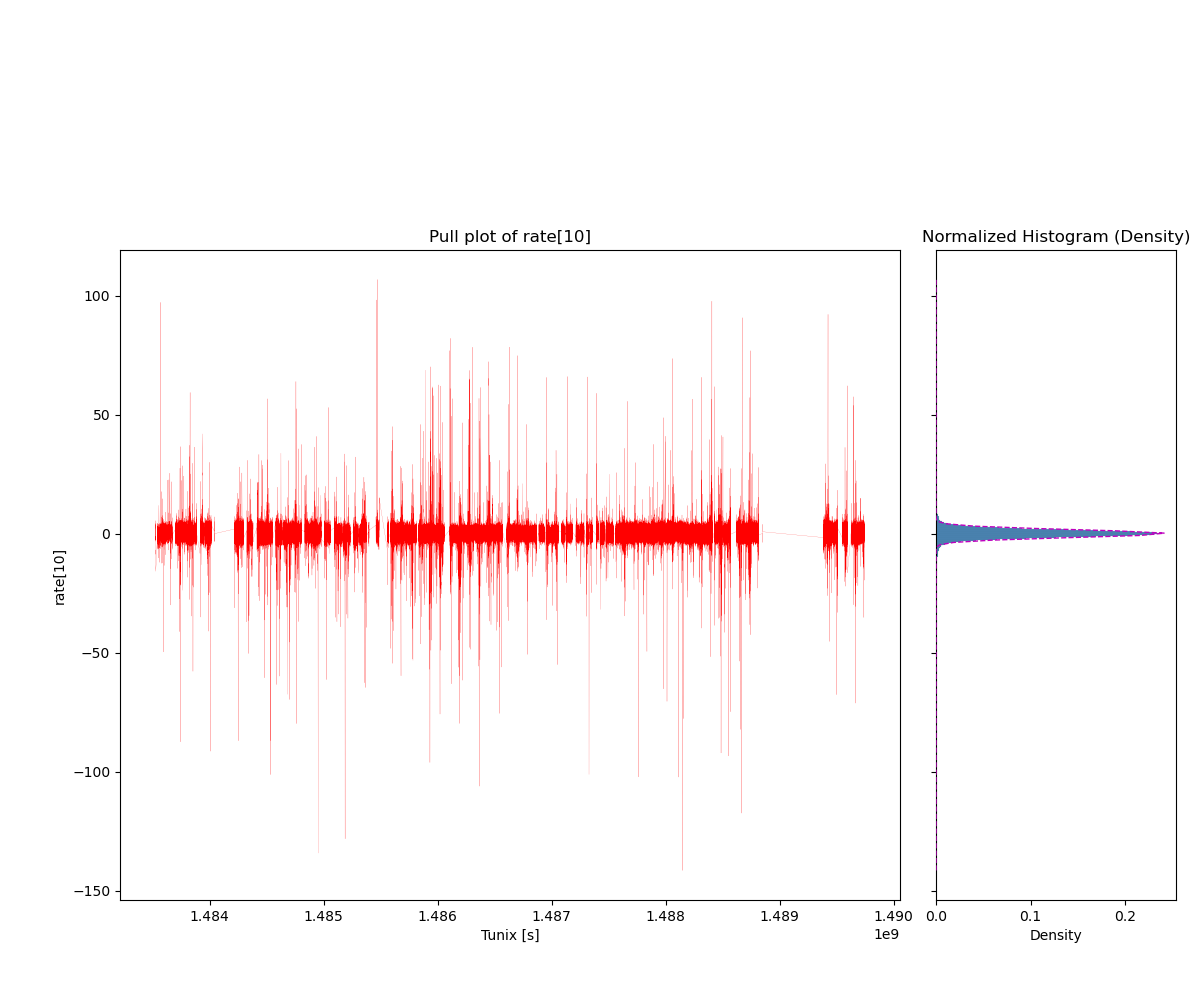 Pull plot of rate[10]
Normalized Histogram (Density)
100
50
0
−50
−100
−150
rate[10]
1.484 1.485 1.486 1.487 1.488 1.489 1.490
1e9
Tunix [s]
0.0 0.1 0.2
Density